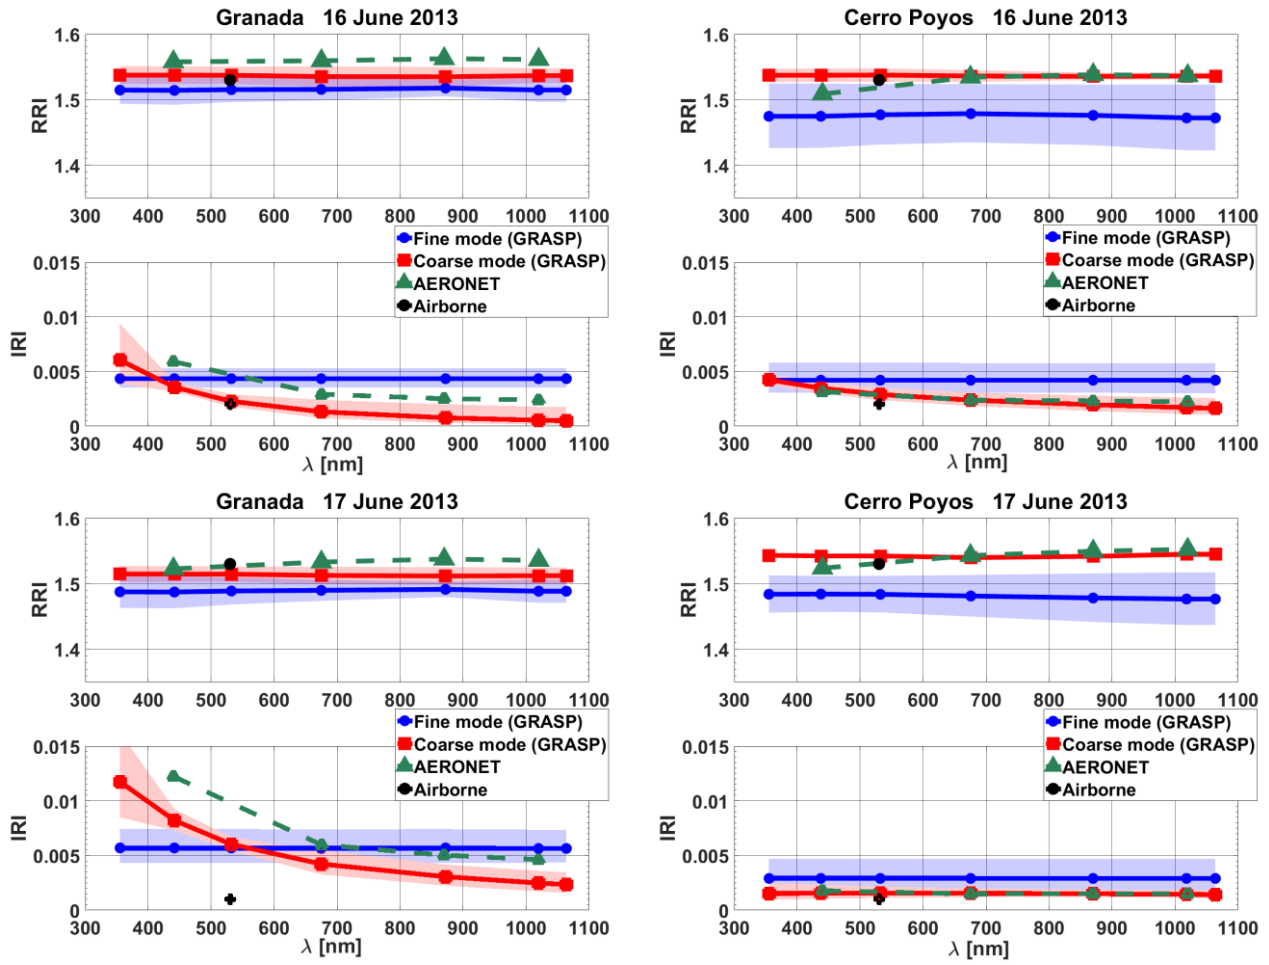 Granada 16 June 2013
1.6
1.5
1.4
RRI
300 400 500 600 700 800 900 1000 1100
Fine mode (GRASP)
Coarse mode (GRASP)
AERONET
Airborne
0.015
0.01
0.005
0
IRI
300 400 500 600 700 800 900 1000 1100
λ [nm]
Cerro Poyos 16 June 2013
1.6
1.5
1.4
RRI
300 400 500 600 700 800 900 1000 1100
Fine mode (GRASP)
Coarse mode (GRASP)
AERONET
Airborne
0.015
0.01
0.005
0
IRI
300 400 500 600 700 800 900 1000 1100
λ [nm]
Granada 17 June 2013
1.6
1.5
1.4
RRI
300 400 500 600 700 800 900 1000 1100
Fine mode (GRASP)
Coarse mode (GRASP)
AERONET
Airborne
0.015
0.01
0.005
0
IRI
300 400 500 600 700 800 900 1000 1100
λ [nm]
Cerro Poyos 17 June 2013
1.6
1.5
1.4
RRI
300 400 500 600 700 800 900 1000 1100
Fine mode (GRASP)
Coarse mode (GRASP)
AERONET
Airborne
0.015
0.01
0.005
0
IRI
300 400 500 600 700 800 900 1000 1100
λ [nm]